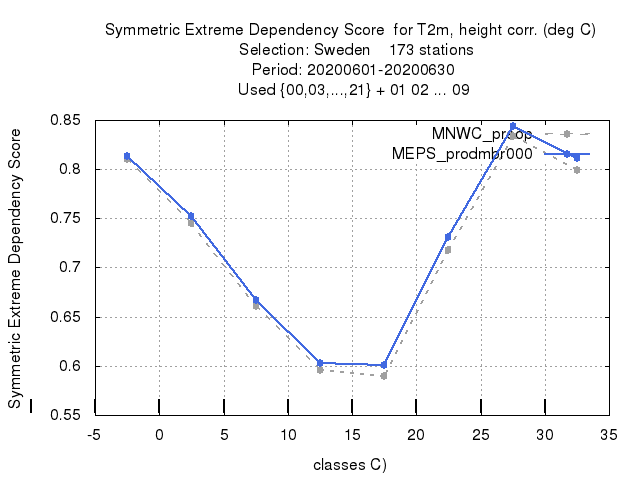 Symmetric Extreme Dependency Score for T2m, height corr. (deg C)
Selection: Sweden 173 stations
Period: 20200601-20200630
Used {00,03,...,21} + 01 02 ... 09
Symmetric Extreme Dependency Score
0.85
0.8
0.75
0.7
0.65
0.6
0.55
MNWC_preop
MEPS_prodmbr000
-5 0 5 10 15 20 25 30 35
classes C)